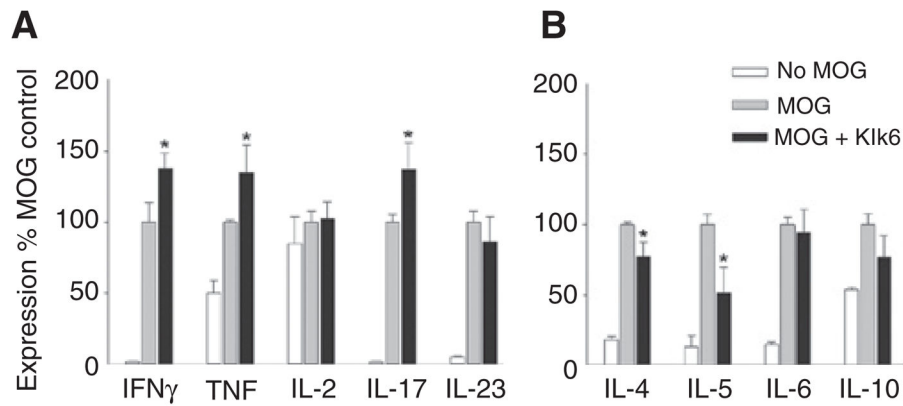 A
B
Expression % MOG control
200
150
100
50
0
IFNγ TNF IL-2 IL-17 IL-23
* * *
200
150
100
50
0
IL-4 IL-5 IL-6 IL-10
* *
No MOG
MOG
MOG + Klk6